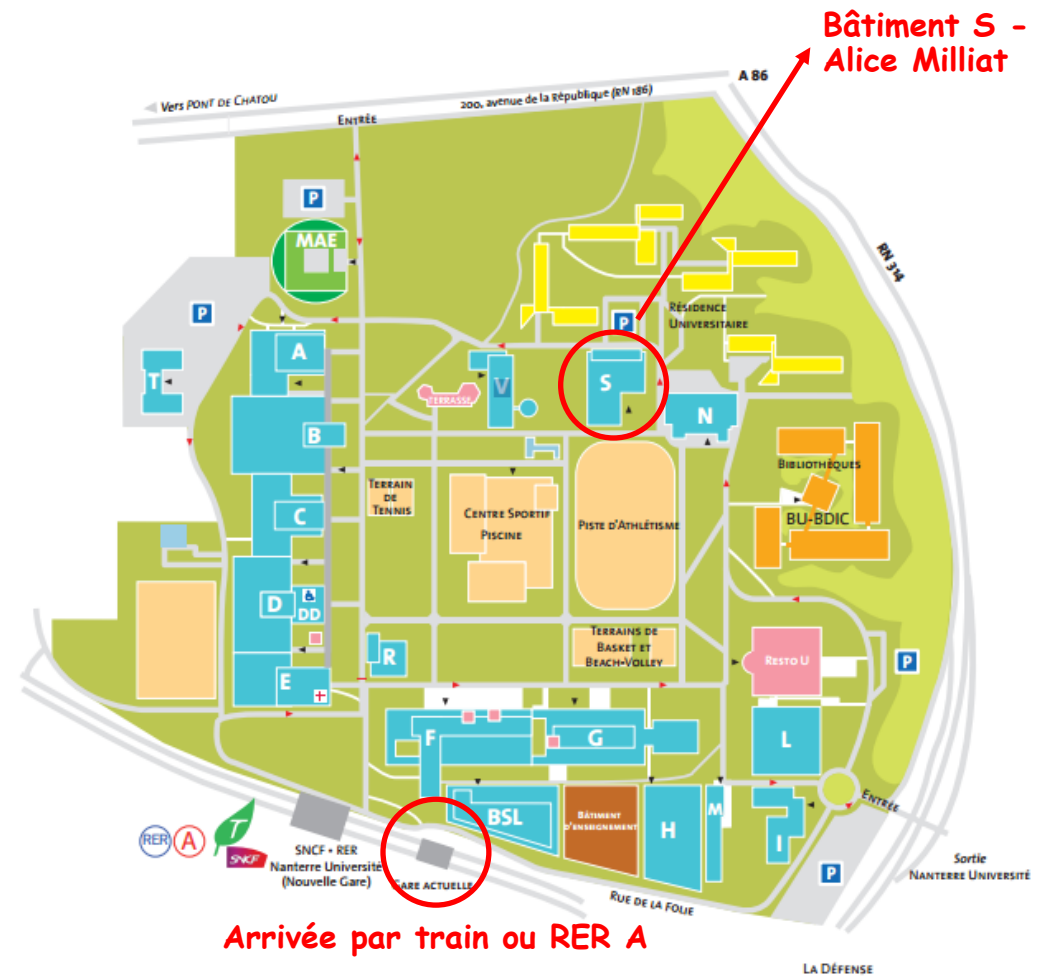 Bâtiment S -
Alice Milliat
A 86
Vers PONT DE CHATOU
200, avenue de la République (RN 186)
ENTRÉE
P
MAE
RN 314
P
P
RÉSIDENCE
UNIVERSITAIRE
A
T
V
S
TERRASSE
N
B
BIBLIOTHÈQUES
TERRAIN
DE
TENNIS
CENTRE SPORTIF
PISCINE
PISTE D'ATHLÉTISME
BU-BDIC
C
D
DD
TERRAINS DE
BASKET ET
BEACH-VOLLEY
R
RESTO U
P
E
F
G
L
BSL
BÂTIMENT
D'ENSEIGNEMENT
H
M
I
ENTRÉE
RER
A
T
SNCF
SNCF • RER
Nanterre Université
(Nouvelle Gare)
GARE ACTUELLE
P
Sortie
NANTERRE UNIVERSITÉ
RUE DE LA FOLIE
Arrivée par train ou RER A
LA DÉFENSE